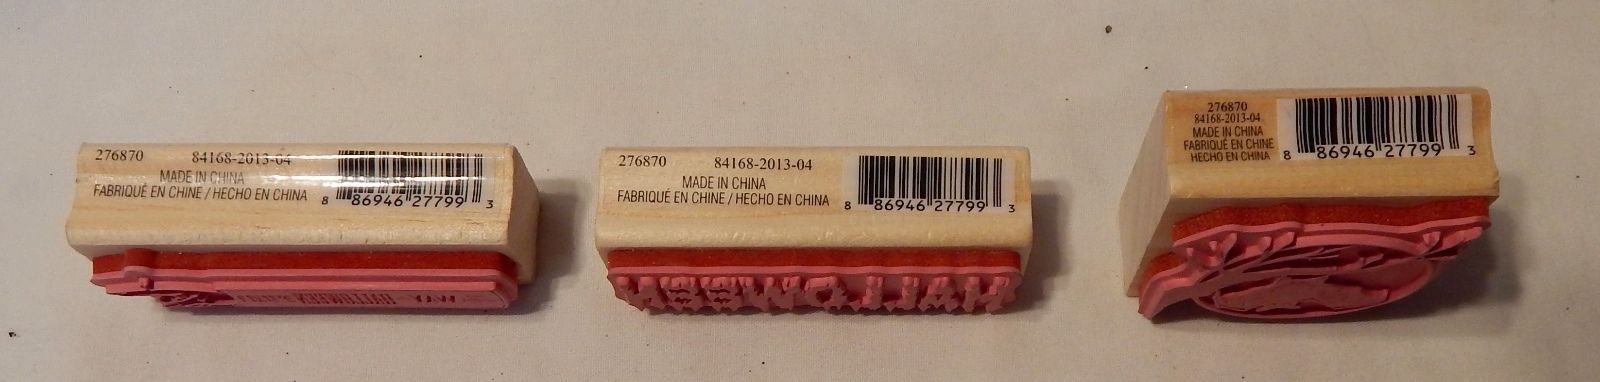 276870 84168-2013-04
MADE IN CHINA
FABRIQUÉ EN CHINE / HECHO EN CHINA
8 86946 27799 3
276870 84168-2013-04
MADE IN CHINA
FABRIQUÉ EN CHINE / HECHO EN CHINA
8 86946 27799 3
HALLOWEEN
276870
84168-2013-04
MADE IN CHINA
FABRIQUÉ EN CHINE
HECHO EN CHINA
8 86946 27799 3